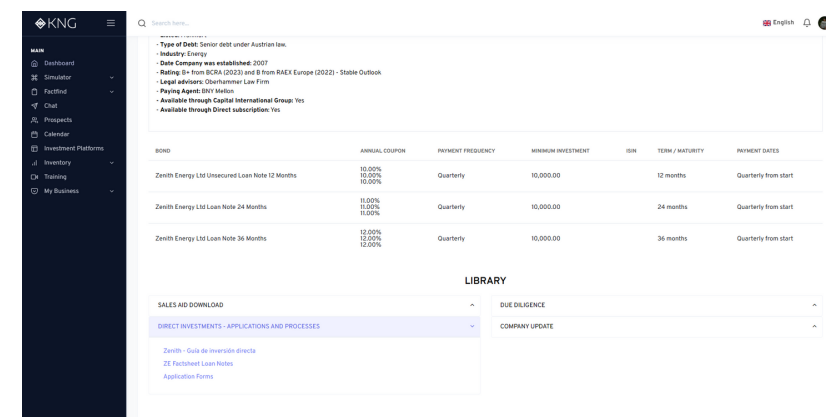 KNG
Search here...
English
MAIN
Dashboard
Simulator
Factfind
Chat
Prospects
Calendar
Investment Platforms
Inventory
Training
My Business
- Type of Debt: Senior debt under Austrian law.
- Industry: Energy
- Date Company was established: 2007
- Rating: B+ from BCRA (2023) and B from RAEX Europe (2022) - Stable Outlook
- Legal advisors: Oberhammer Law Firm
- Paying Agent: BNY Mellon
- Available through Capital International Group: Yes
- Available through Direct subscription: Yes
BOND ANNUAL COUPON PAYMENT FREQUENCY MINIMUM INVESTMENT ISIN TERM / MATURITY PAYMENT DATES
10.00%
Zenith Energy Ltd Unsecured Loan Note 12 Months 10.00% Quarterly 10,000.00 12 months Quarterly from start
10.00%
11.00%
Zenith Energy Ltd Loan Note 24 Months 11.00% Quarterly 10,000.00 24 months Quarterly from start
11.00%
12.00%
Zenith Energy Ltd Loan Note 36 Months 12.00% Quarterly 10,000.00 36 months Quarterly from start
12.00%
LIBRARY
SALES AID DOWNLOAD
DIRECT INVESTMENTS - APPLICATIONS AND PROCESSES
Zenith - Guía de inversión directa
ZE Factsheet Loan Notes
Application Forms
DUE DILIGENCE
COMPANY UPDATE